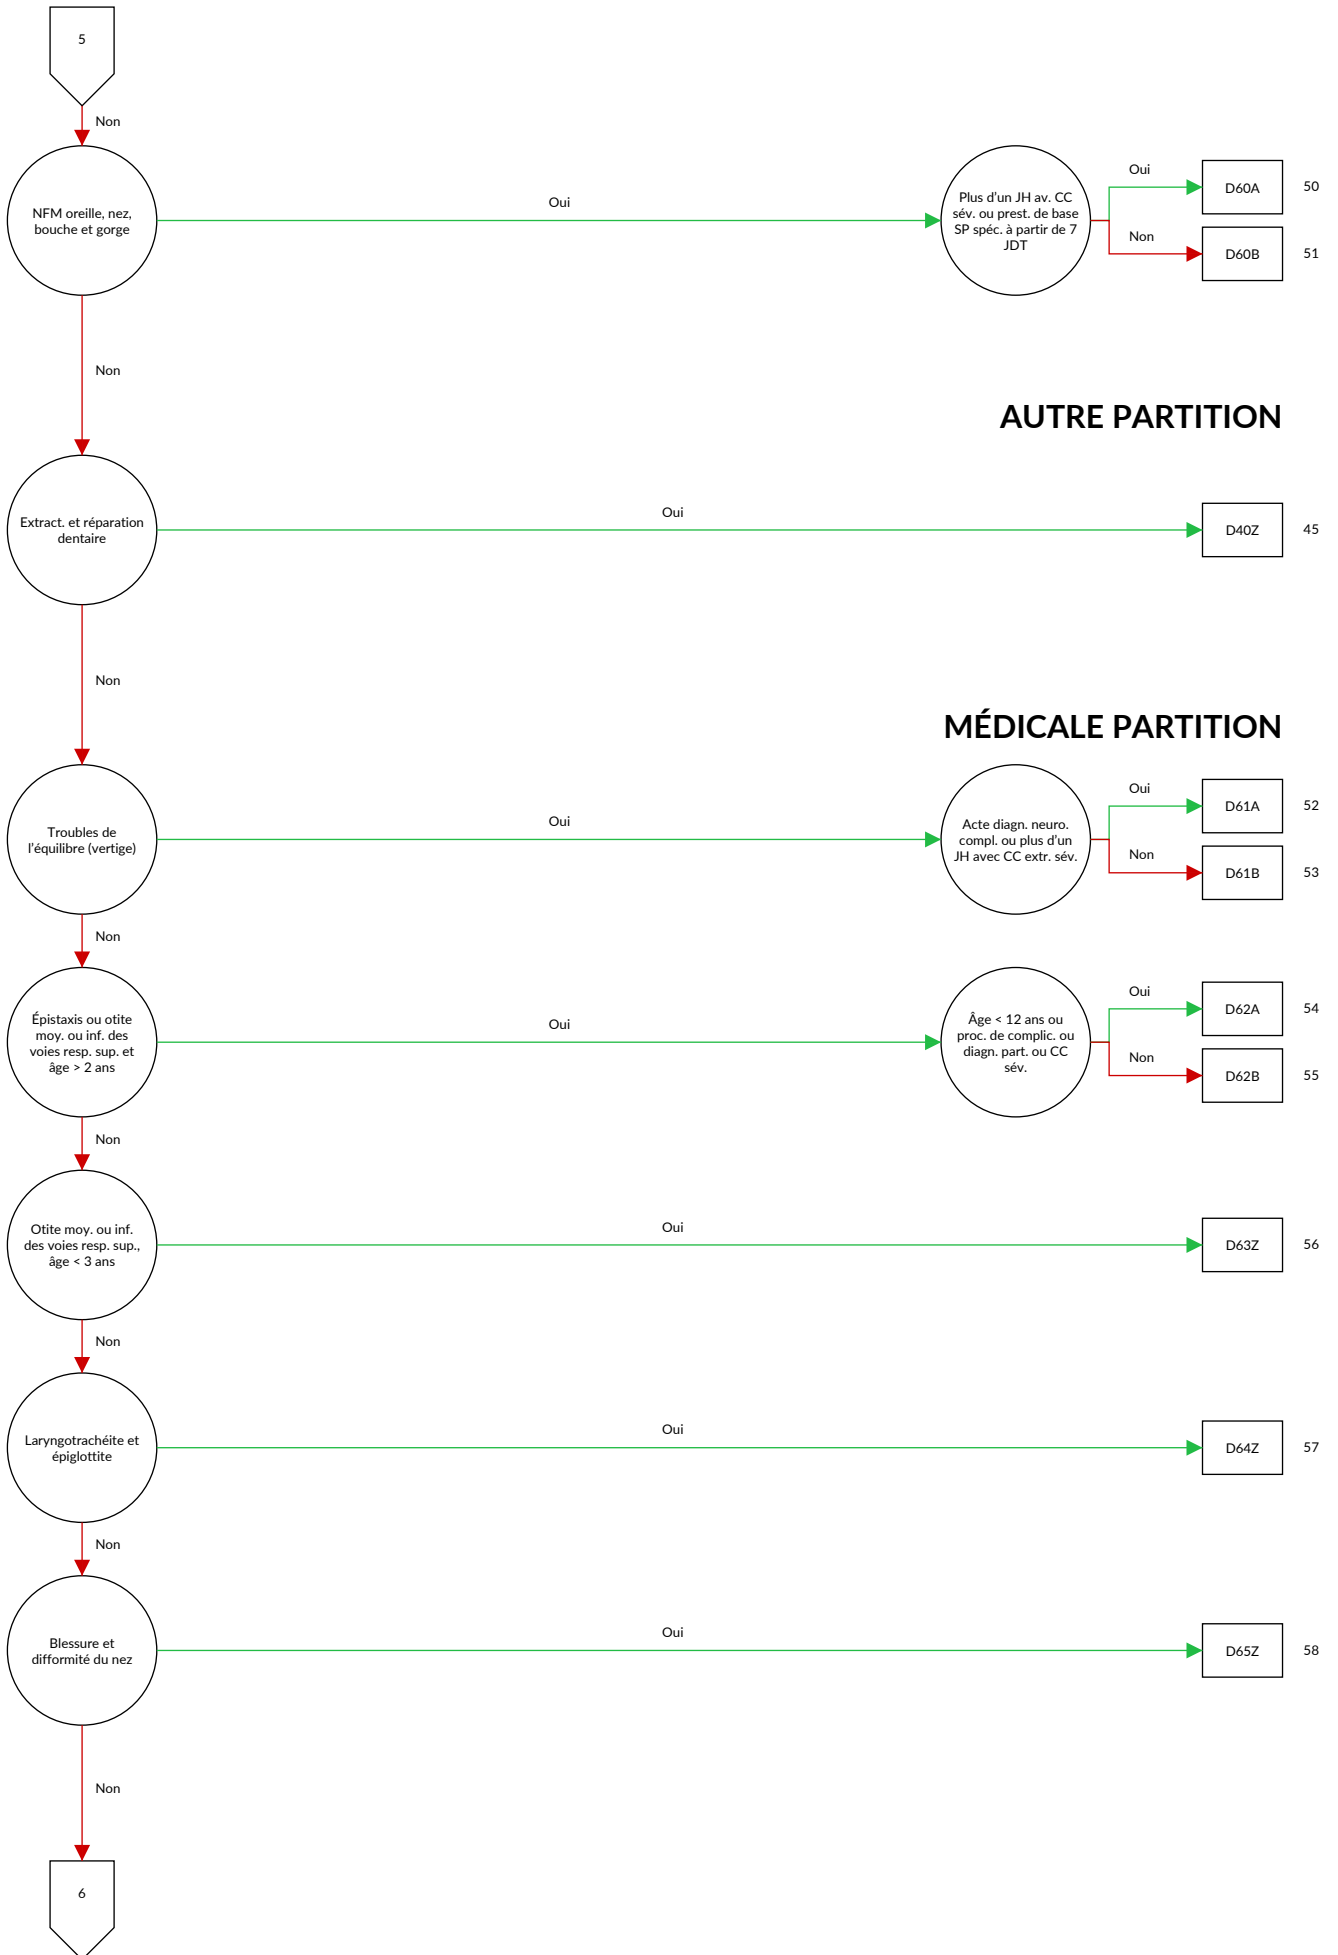 5
Non
NFM oreille, nez,
bouche et gorge
Oui
Plus d'un JH av. CC
sév. ou prest. de base
SP spéc. à partir de 7
JDT
Oui
D60A
50
Non
D60B
51
Non
AUTRE PARTITION
Extract. et réparation
dentaire
Oui
D40Z
45
Non
MÉDICALE PARTITION
Troubles de
l'équilibre (vertige)
Oui
Acte diagn. neuro.
compl. ou plus d'un
JH avec CC extr. sév.
Oui
D61A
52
Non
D61B
53
Non
Épistaxis ou otite
moy. ou inf. des
voies resp. sup. et
âge > 2 ans
Oui
Âge < 12 ans ou
proc. de complic. ou
diagn. part. ou CC
sév.
Oui
D62A
54
Non
D62B
55
Non
Otite moy. ou inf.
des voies resp. sup.,
âge < 3 ans
Oui
D63Z
56
Non
Laryngotrachéite et
épiglottite
Oui
D64Z
57
Non
Blessure et
difformité du nez
Oui
D65Z
58
Non
6